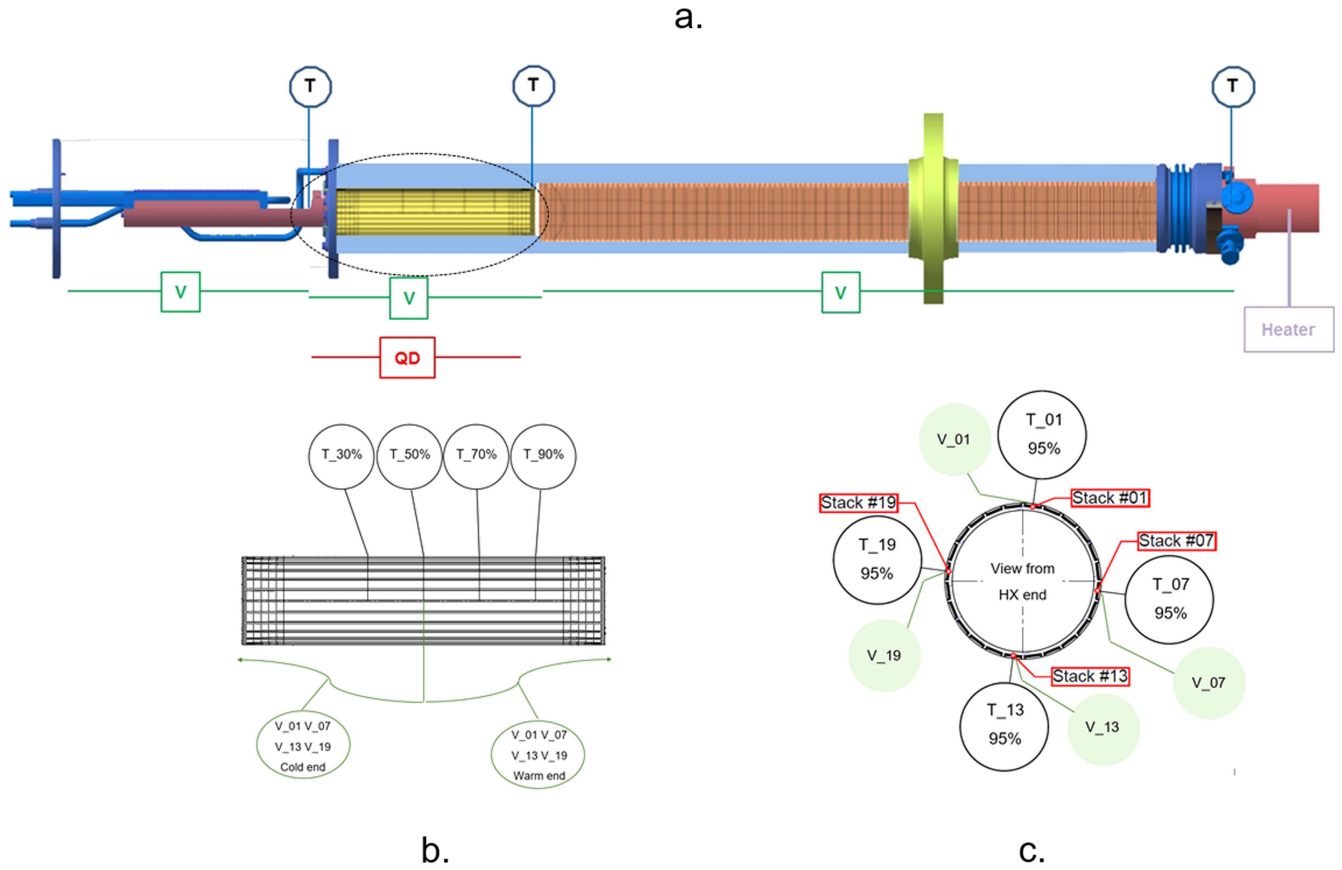 a.
T
T
T
V
V
V
Heater
QD
T_30%
T_50%
T_70%
T_90%
V_01 V_07
V_13 V_19
Cold end
V_01 V_07
V_13 V_19
Warm end
V_01
T_01
95%
Stack #19
Stack #01
T_19
95%
Stack #07
View from
HX end
T_07
95%
V_19
Stack #13
V_07
T_13
95%
V_13
b.
c.